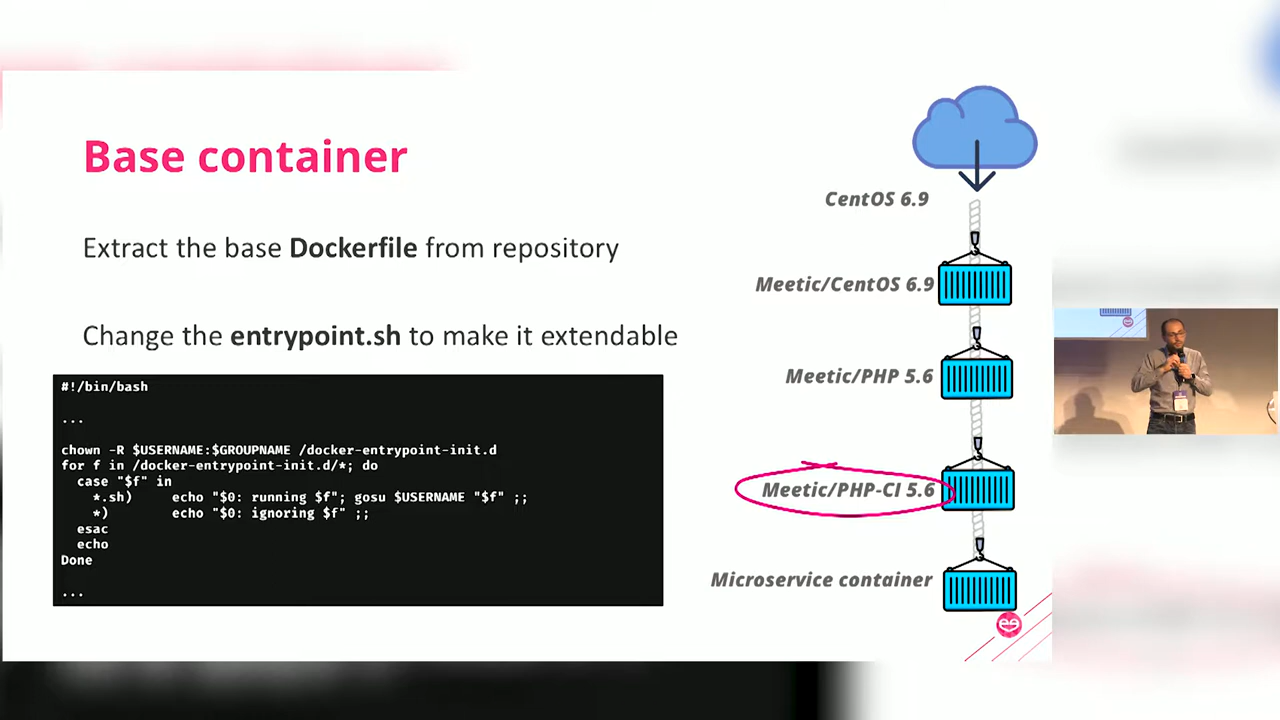 Base container
Extract the base Dockerfile from repository
Change the entrypoint.sh to make it extendable
#!/bin/bash
...
chown -R $USERNAME:$GROUPNAME /docker-entrypoint-init.d
for f in /docker-entrypoint-init.d/*; do
case "$f" in
*.sh) echo "$0: running $f"; gosu $USERNAME "$f" ;;
*) echo "$0: ignoring $f" ;;
esac
echo
Done
...
CentOS 6.9
Meetic/CentOS 6.9
Meetic/PHP 5.6
Meetic/PHP-CI 5.6
Microservice container